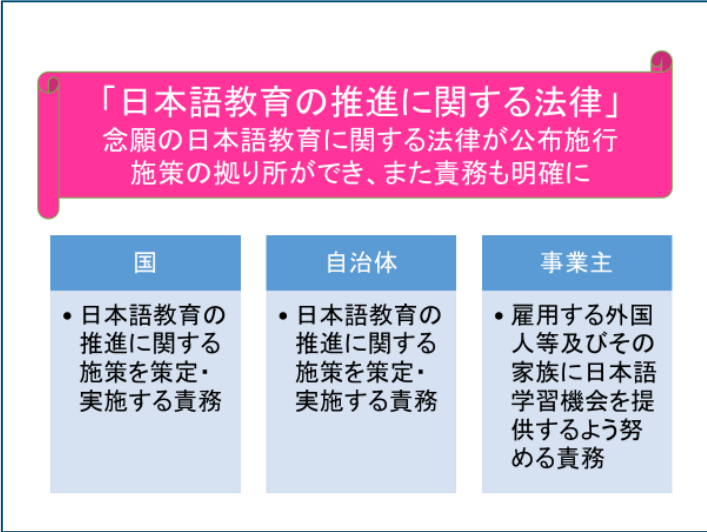 「日本語教育の推進に関する法律」
念願の日本語教育に関する法律が公布施行
施策の拠り所ができ、また責務も明確に
国
• 日本語教育の
推進に関する
施策を策定・
実施する責務
自治体
• 日本語教育の
推進に関する
施策を策定・
実施する責務
事業主
• 雇用する外国
人等及びその
家族に日本語
学習機会を提
供するよう努
める責務